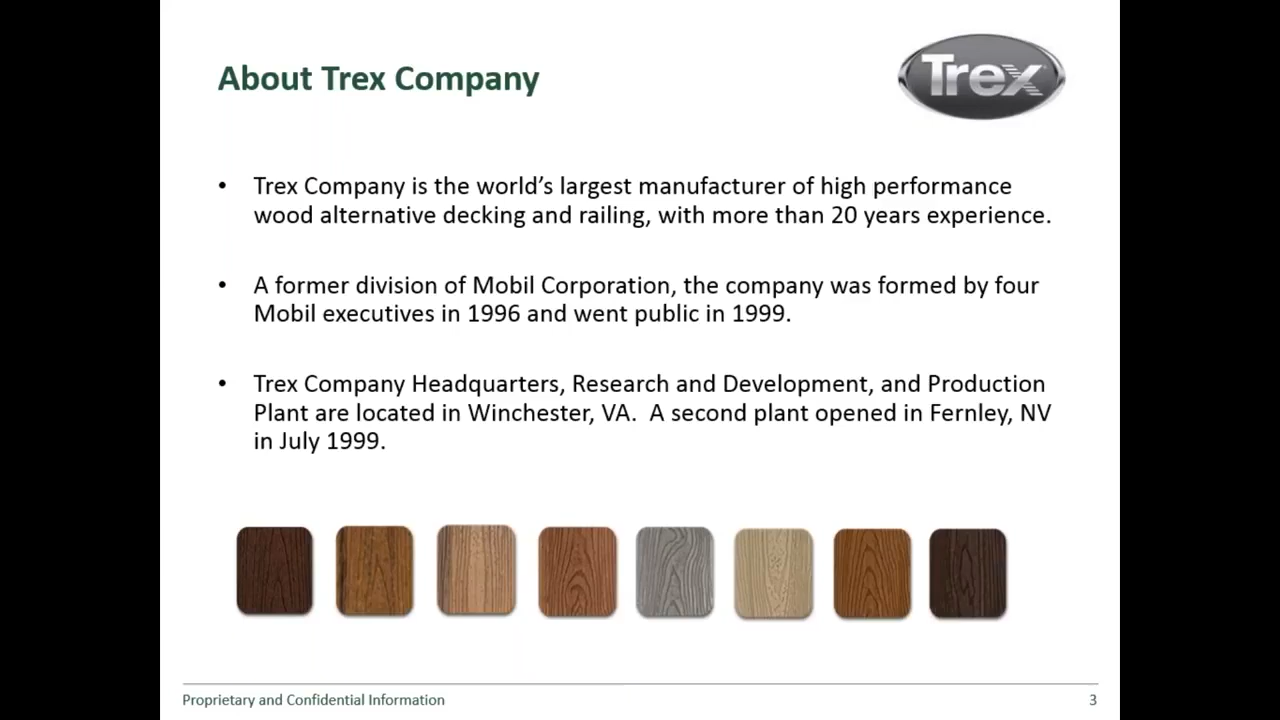 About Trex Company
Trex
• Trex Company is the world’s largest manufacturer of high performance
wood alternative decking and railing, with more than 20 years experience.
• A former division of Mobil Corporation, the company was formed by four
Mobil executives in 1996 and went public in 1999.
• Trex Company Headquarters, Research and Development, and Production
Plant are located in Winchester, VA.  A second plant opened in Fernley, NV
in July 1999.
Proprietary and Confidential Information
3